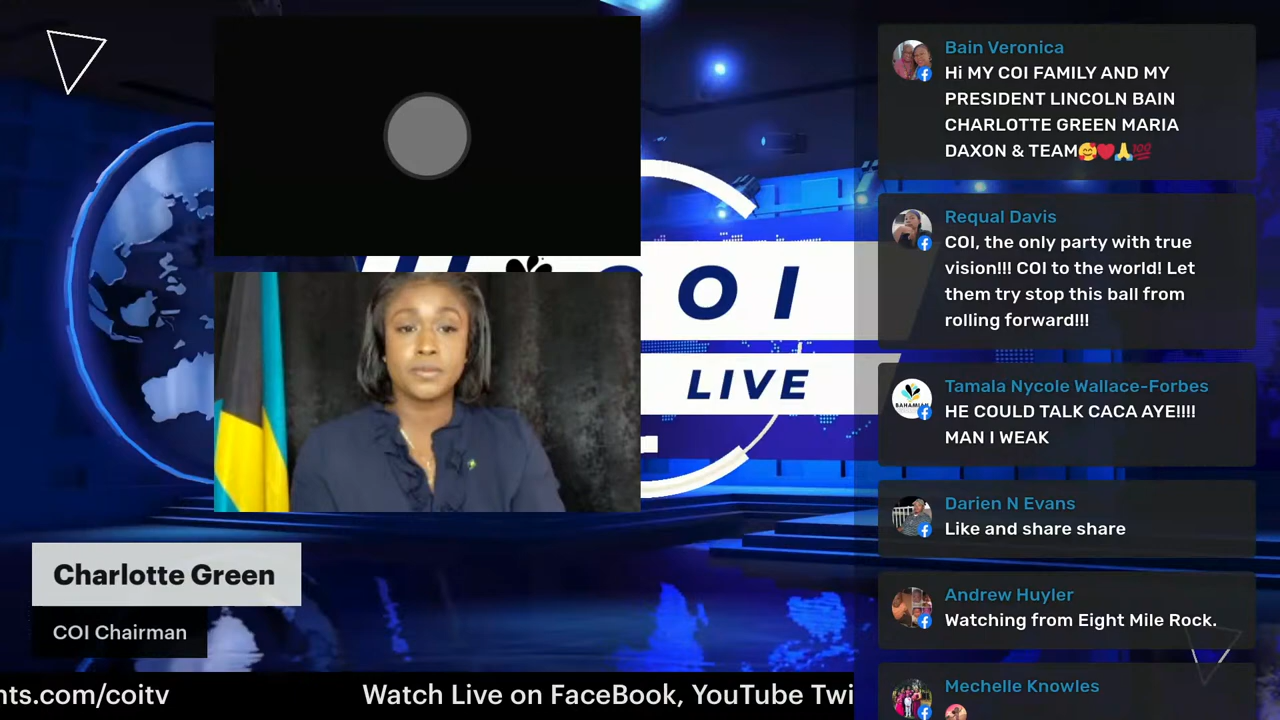 OI
LIVE
Charlotte Green
COI Chairman
nts.com/coitv Watch Live on FaceBook, YouTube Twi
Bain Veronica
Hi MY COI FAMILY AND MY
PRESIDENT LINCOLN BAIN
CHARLOTTE GREEN MARIA
DAXON & TEAM🥰❤️🙏💯
Requal Davis
COI, the only party with true
vision!!! COI to the world! Let
them try stop this ball from
rolling forward!!!
Tamala Nycole Wallace-Forbes
HE COULD TALK CACA AYE!!!!
MAN I WEAK
Darien N Evans
Like and share share
Andrew Huyler
Watching from Eight Mile Rock.
Mechelle Knowles